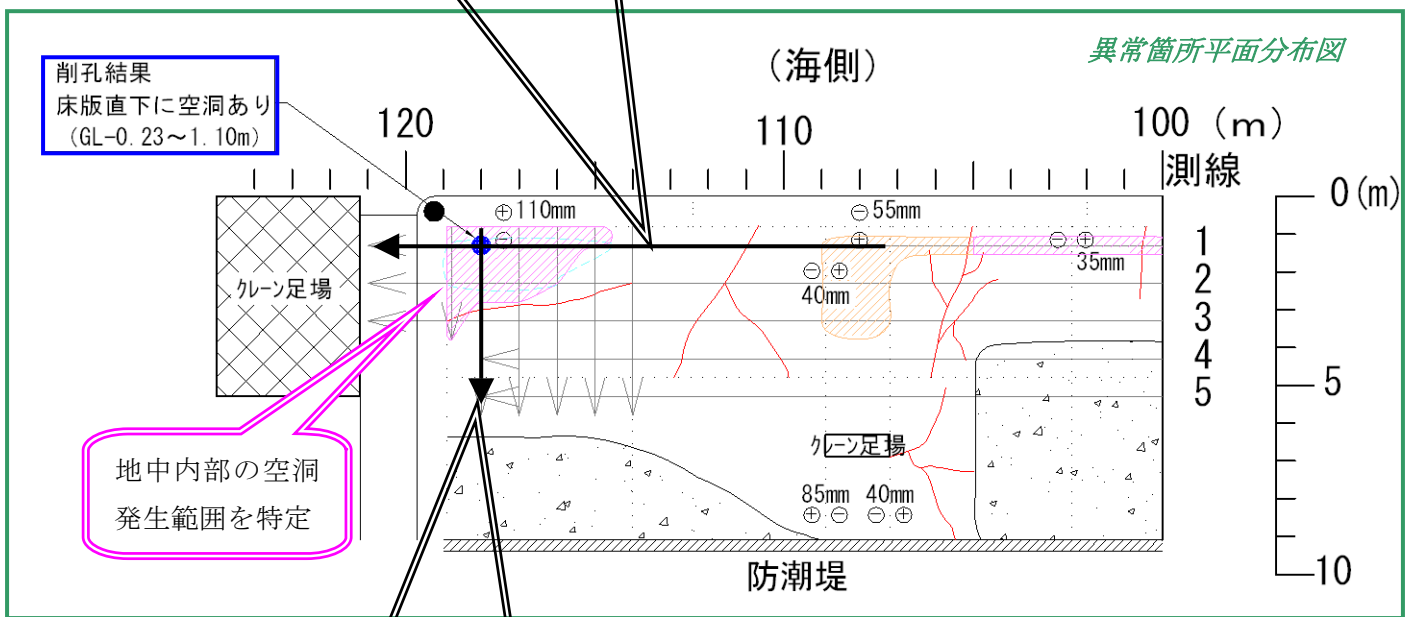 異常箇所平面分布図
(海側)
削孔結果
床版直下に空洞あり
(GL-0.23～1.10m)
120
110
100 (m)
測線
0(m)
⊕110mm
⊖
⊖55mm
⊕
⊖⊕
35mm
⊖⊕
40mm
1
2
3
4
5
5
10
ｸﾚｰﾝ足場
ｸﾚｰﾝ足場
地中内部の空洞
発生範囲を特定
85mm 40mm
⊕⊖ ⊖⊕
防潮堤